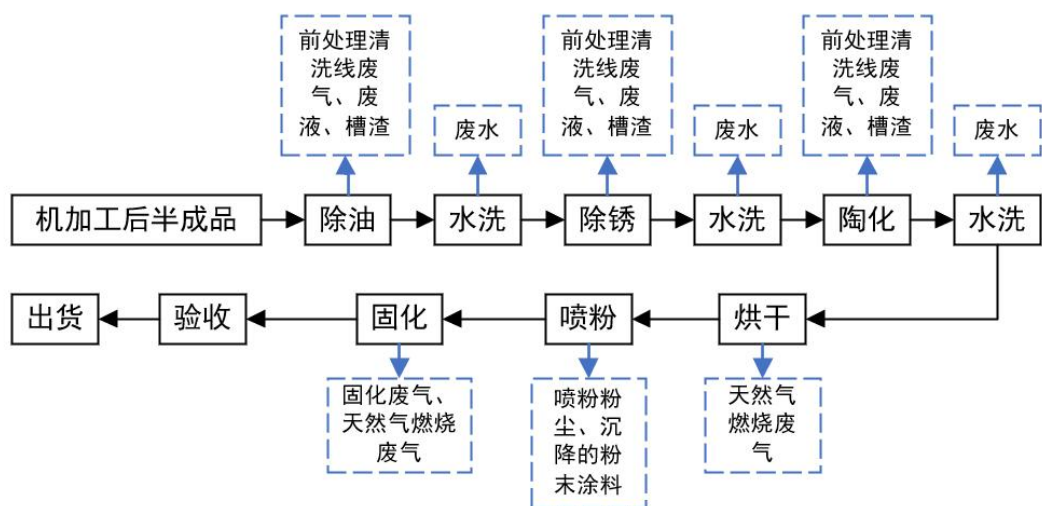 前处理清
洗线废
气、废
液、槽渣
废水
前处理清
洗线废
气、废
液、槽渣
废水
前处理清
洗线废
气、废
液、槽渣
废水
机加工后半成品
除油
水洗
除锈
水洗
陶化
水洗
出货
验收
固化
喷粉
烘干
固化废气、
天然气燃烧
废气
喷粉粉
尘、沉
降的粉
末涂料
天然气
燃烧废
气